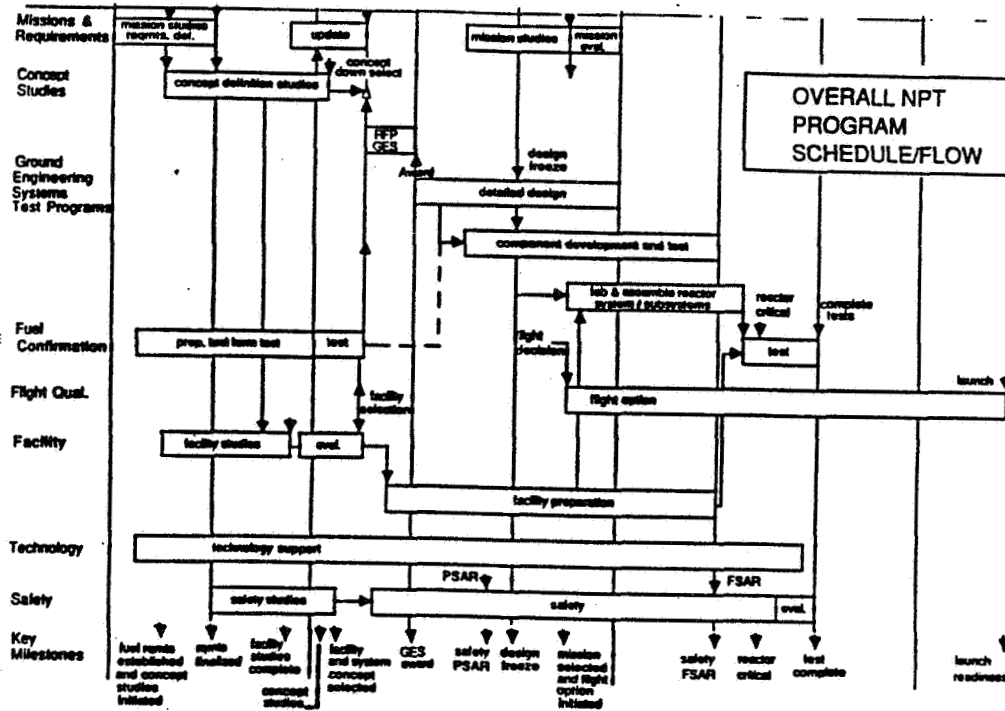 Missions &
Requirements
mission studies
reqmts. def.
update
mission studies
mission
eval.
concept
down select
Concept
Studies
concept definition studies
OVERALL NPT
PROGRAM
SCHEDULE/FLOW
RFP
GES
Award
design
freeze
Ground
Engineering
Systems
Test Programs
detailed design
component development and test
fab & assemble reactor
system / subsystems
reactor
critical
complete
tests
Fuel
Confirmation
prep. test
test
test
flight
decision
test
Flight Qual.
facility
selection
flight option
launch
Facility
facility studies
eval.
facility preparation
Technology
technology support
PSAR
FSAR
Safety
safety studies
safety
eval.
Key
Milestones
fuel rqmts
established
and concept
studies
initiated
rqmts
finalized
facility
studies
complete
concept
studies
facility
and system
concept
selected
GES
award
safety
PSAR
design
freeze
mission
selected
and flight
option
initiated
safety
FSAR
reactor
critical
test
complete
launch
readiness